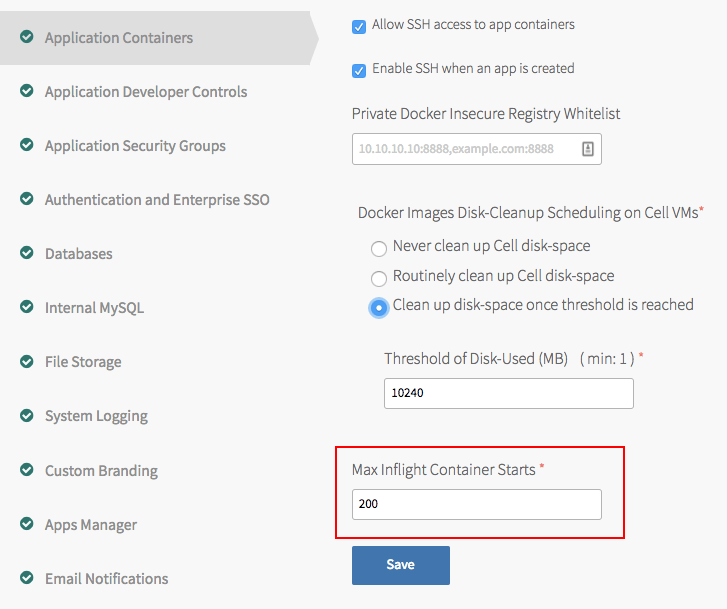 Application Containers
Application Developer Controls
Application Security Groups
Authentication and Enterprise SSO
Databases
Internal MySQL
File Storage
System Logging
Custom Branding
Apps Manager
Email Notifications
Allow SSH access to app containers
Enable SSH when an app is created
Private Docker Insecure Registry Whitelist
10.10.10.10:8888,example.com:8888
Docker Images Disk-Cleanup Scheduling on Cell VMs*
Never clean up Cell disk-space
Routinely clean up Cell disk-space
Clean up disk-space once threshold is reached
Threshold of Disk-Used (MB) ( min: 1 ) *
10240
Max Inflight Container Starts *
200
Save